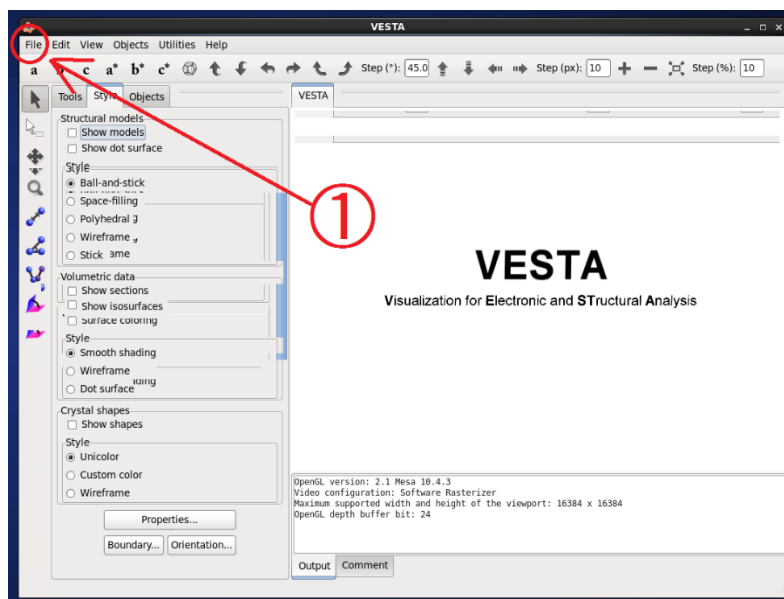 VESTA
File Edit View Objects Utilities Help
a b c a* b* c* Step (°): 45.0 Step (px): 10 Step (%): 10
Tools Style Objects
VESTA
Structural models
Show models
Show dot surface
Style
Ball-and-stick
Space-filling
Polyhedral
Wireframe
Stick
Volumetric data
Show sections
Show isosurfaces
Surface coloring
Style
Smooth shading
Wireframe
Dot surface
Crystal shapes
Show shapes
Style
Unicolor
Custom color
Wireframe
Properties...
Boundary... Orientation...
1
VESTA
Visualization for Electronic and STructural Analysis
OpenGL version: 2.1 Mesa 10.4.3
Video configuration: Software Rasterizer
Maximum supported width and height of the viewport: 16384 x 16384
OpenGL depth buffer bit: 24
Output Comment